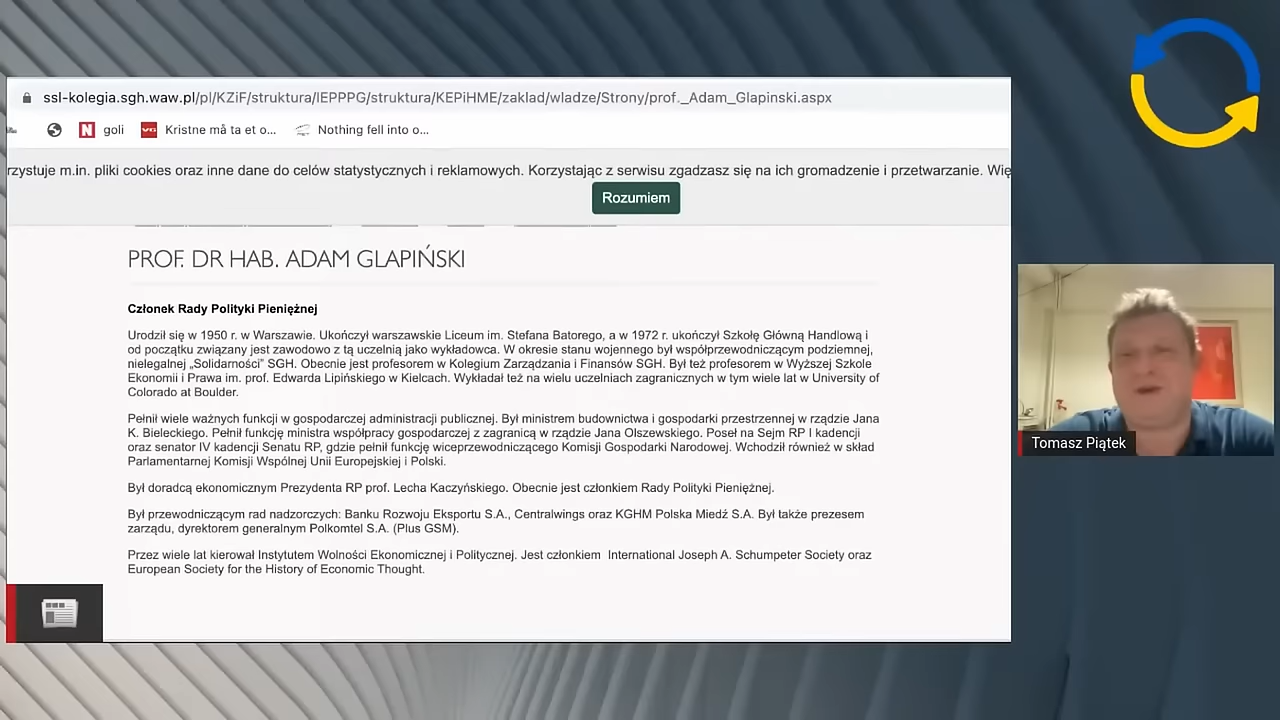 ssl-kolegia.sgh.waw.pl/pl/KZiF/struktura/IEPPPG/struktura/KEPiHME/zaklad/wladze/Strony/prof._Adam_Glapinski.aspx
N goli VG Kristne må ta et o... Nothing fell into o...
rzystuje m.in. pliki cookies oraz inne dane do celów statystycznych i reklamowych. Korzystając z serwisu zgadzasz się na ich gromadzenie i przetwarzanie. Wię
Rozumiem
PROF. DR HAB. ADAM GLAPIŃSKI
Członek Rady Polityki Pieniężnej
Urodził się w 1950 r. w Warszawie. Ukończył warszawskie Liceum im. Stefana Batorego, a w 1972 r. ukończył Szkołę Główną Handlową i
od początku związany jest zawodowo z tą uczelnią jako wykładowca. W okresie stanu wojennego był współprzewodniczącym podziemnej,
nielegalnej „Solidarności” SGH. Obecnie jest profesorem w Kolegium Zarządzania i Finansów SGH. Był też profesorem w Wyższej Szkole
Ekonomii i Prawa im. prof. Edwarda Lipińskiego w Kielcach. Wykładał też na wielu uczelniach zagranicznych w tym wiele lat w University of
Colorado at Boulder.
Pełnił wiele ważnych funkcji w gospodarczej administracji publicznej. Był ministrem budownictwa i gospodarki przestrzennej w rządzie Jana
K. Bieleckiego. Pełnił funkcję ministra współpracy gospodarczej z zagranicą w rządzie Jana Olszewskiego. Poseł na Sejm RP I kadencji
oraz senator IV kadencji Senatu RP, gdzie pełnił funkcję wiceprzewodniczącego Komisji Gospodarki Narodowej. Wchodził również w skład
Parlamentarnej Komisji Wspólnej Unii Europejskiej i Polski.
Był doradcą ekonomicznym Prezydenta RP prof. Lecha Kaczyńskiego. Obecnie jest członkiem Rady Polityki Pieniężnej.
Był przewodniczącym rad nadzorczych: Banku Rozwoju Eksportu S.A., Centralwings oraz KGHM Polska Miedź S.A. Był także prezesem
zarządu, dyrektorem generalnym Polkomtel S.A. (Plus GSM).
Przez wiele lat kierował Instytutem Wolności Ekonomicznej i Politycznej. Jest członkiem International Joseph A. Schumpeter Society oraz
European Society for the History of Economic Thought.
Tomasz Piątek